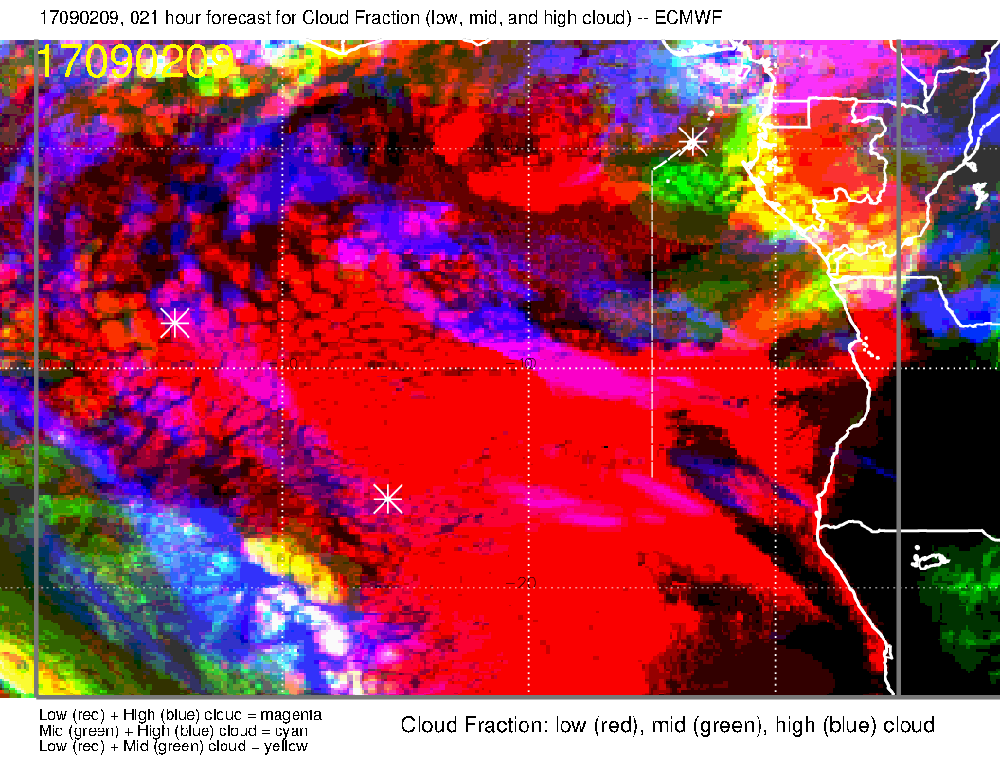 17090209, 021 hour forecast for Cloud Fraction (low, mid, and high cloud) -- ECMWF
17090209
Low (red) + High (blue) cloud = magenta
Mid (green) + High (blue) cloud = cyan
Low (red) + Mid (green) cloud = yellow
Cloud Fraction: low (red), mid (green), high (blue) cloud